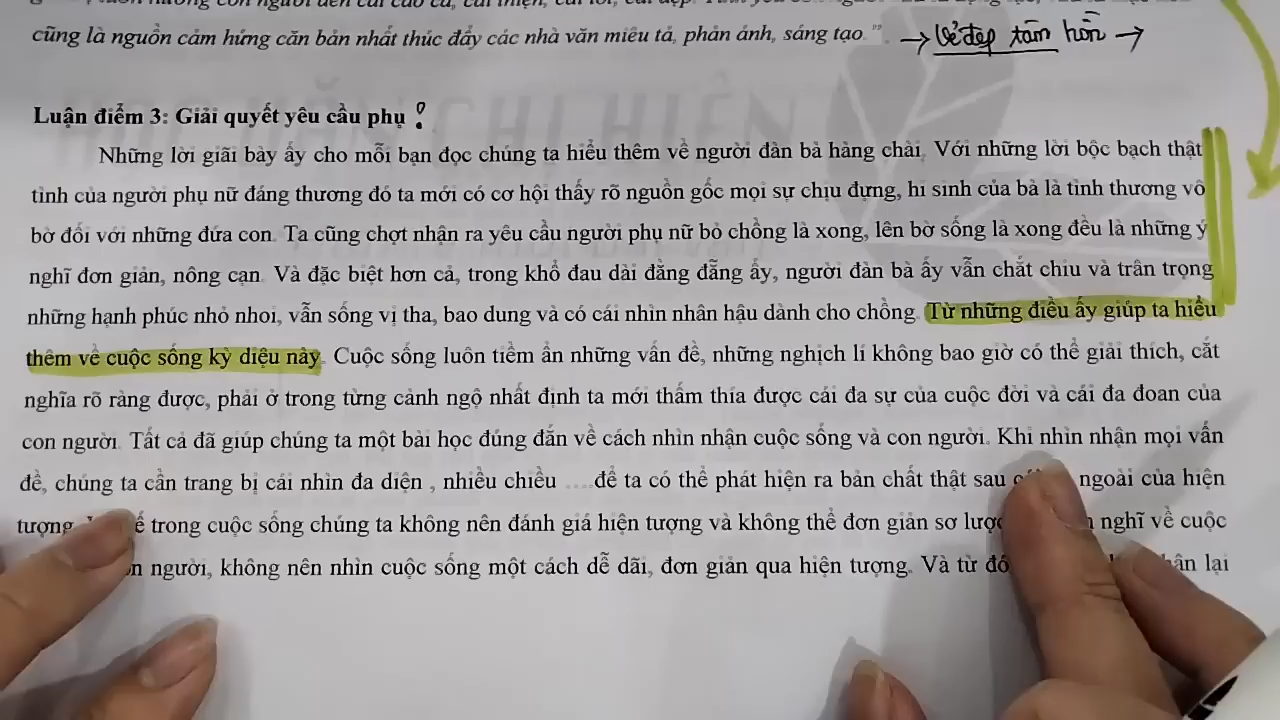 cũng là nguồn cảm hứng căn bản nhất thúc đẩy các nhà văn miêu tả, phản ánh, sáng tạo." → Vẻ đẹp tâm hồn →
Luận điểm 3: Giải quyết yêu cầu phụ !
Những lời giãi bày ấy cho mỗi bạn đọc chúng ta hiểu thêm về người đàn bà hàng chài. Với những lời bộc bạch thật
tình của người phụ nữ đáng thương đó ta mới có cơ hội thấy rõ nguồn gốc mọi sự chịu đựng, hi sinh của bà là tình thương vô
bờ đối với những đứa con. Ta cũng chợt nhận ra yêu cầu người phụ nữ bỏ chồng là xong, lên bờ sống là xong đều là những ý
nghĩ đơn giản, nông cạn. Và đặc biệt hơn cả, trong khổ đau dài đằng đẵng ấy, người đàn bà ấy vẫn chắt chiu và trân trọng
những hạnh phúc nhỏ nhoi, vẫn sống vị tha, bao dung và có cái nhìn nhân hậu dành cho chồng. Từ những điều ấy giúp ta hiểu
thêm về cuộc sống kỳ diệu này. Cuộc sống luôn tiềm ẩn những vấn đề, những nghịch lí không bao giờ có thể giải thích, cắt
nghĩa rõ ràng được, phải ở trong từng cảnh ngộ nhất định ta mới thấm thía được cái đa sự của cuộc đời và cái đa đoan của
con người. Tất cả đã giúp chúng ta một bài học đúng đắn về cách nhìn nhận cuộc sống và con người. Khi nhìn nhận mọi vấn
đề, chúng ta cần trang bị cái nhìn đa diện , nhiều chiều ....để ta có thể phát hiện ra bản chất thật sau ngoài của hiện
tượng. trong cuộc sống chúng ta không nên đánh giá hiện tượng và không thể đơn giản sơ lược nghĩ về cuộc
người, không nên nhìn cuộc sống một cách dễ dãi, đơn giản qua hiện tượng. Và từ đó lại